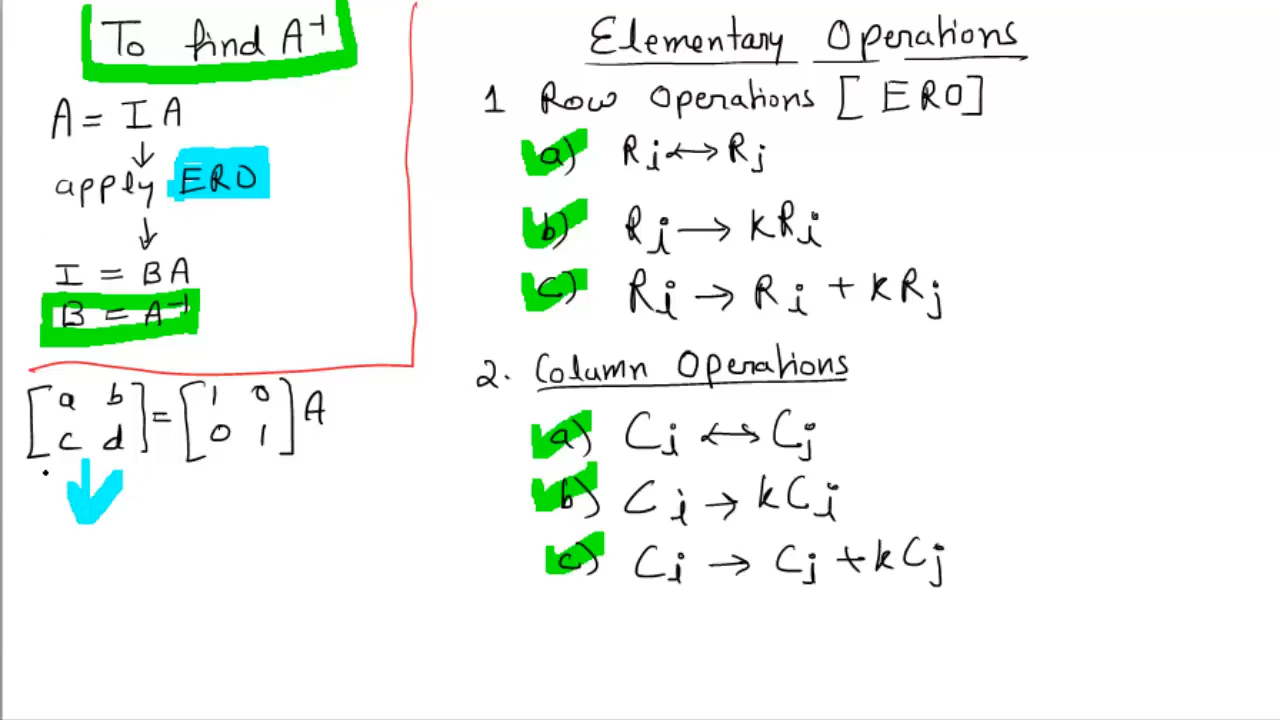 To find A⁻¹
A = I A
↓
apply ERO
↓
I = BA
B = A⁻¹
[a b
c d] = [1 0
0 1] A
Elementary Operations
1 Row Operations [ERO]
a) Ri ↔ Rj
b) Ri → kRi
c) Ri → Ri + kRj
2. Column Operations
a) Ci ↔ Cj
b) Ci → kCi
c) Ci → Cj + kCj